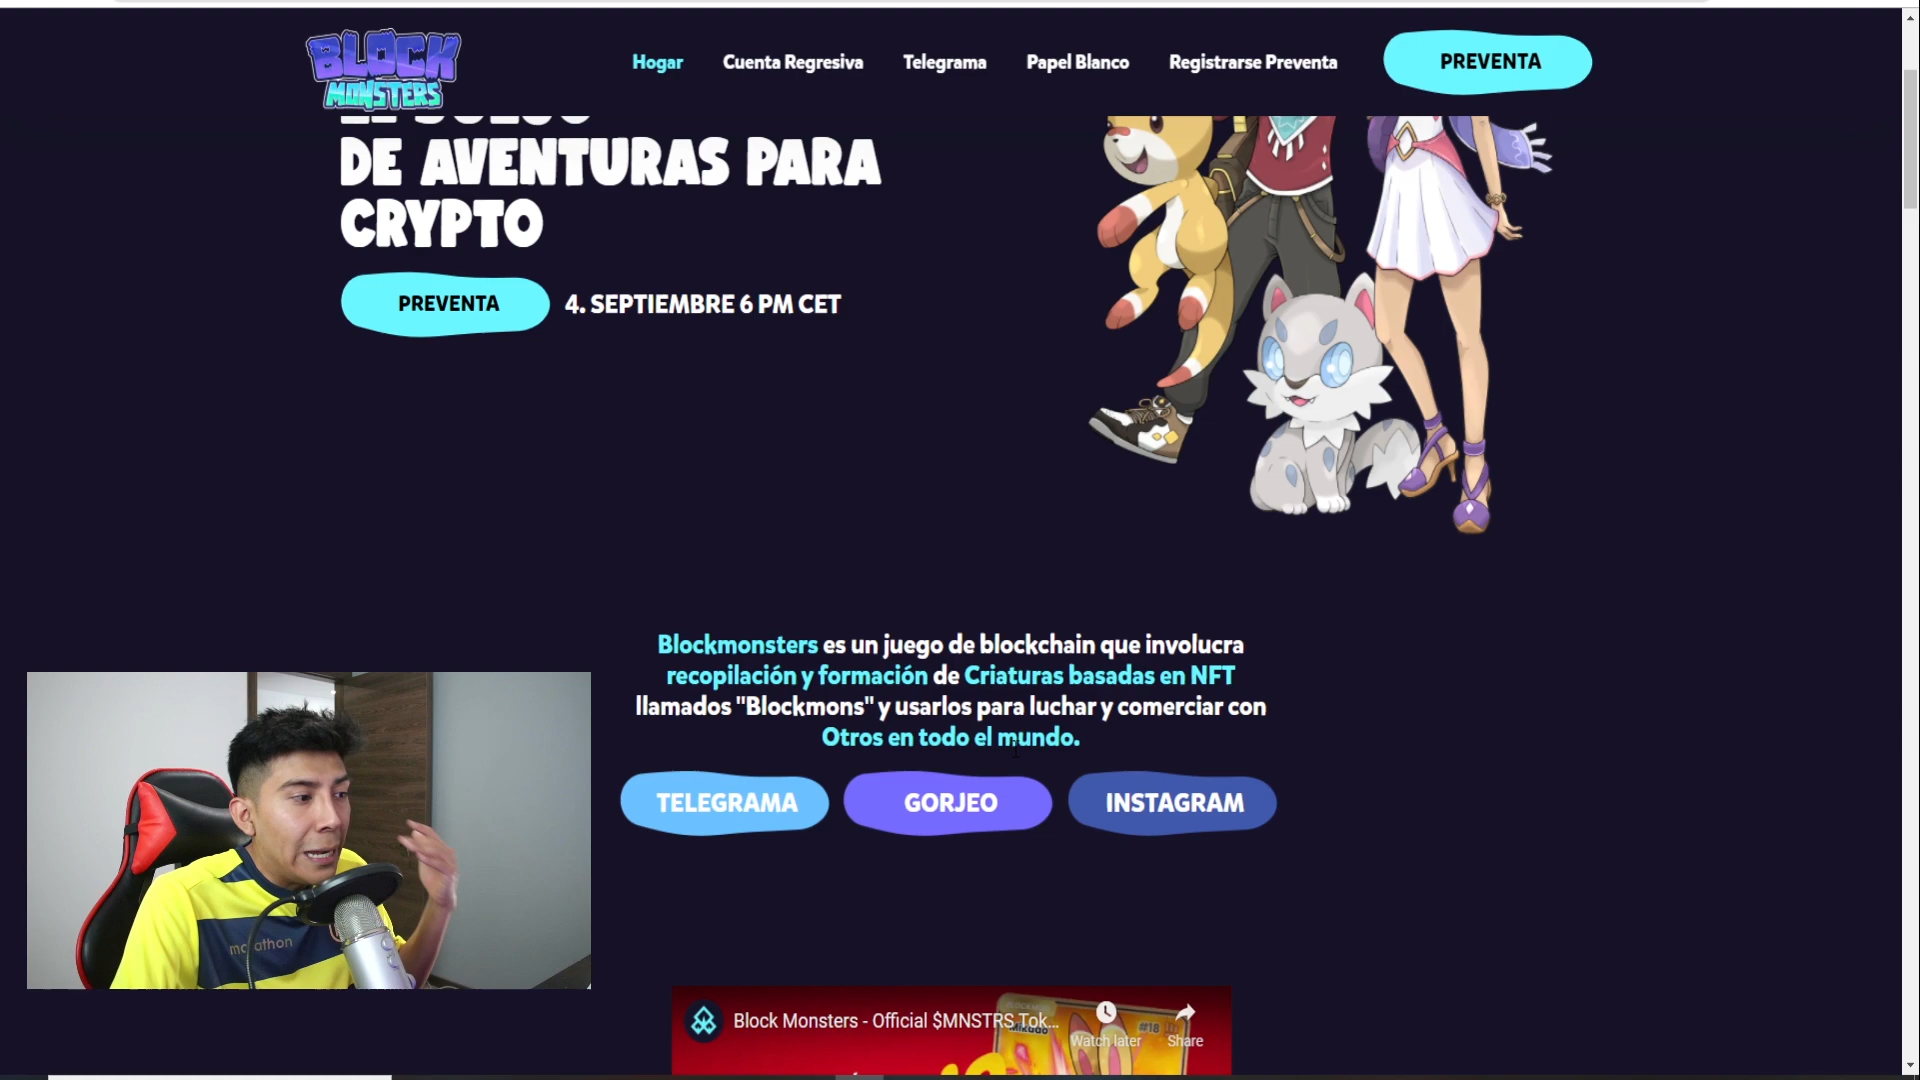 BLOCK
MONSTERS
Hogar
Cuenta Regresiva
Telegrama
Papel Blanco
Registrarse Preventa
PREVENTA
DE AVENTURAS PARA
CRYPTO
PREVENTA
4. SEPTIEMBRE 6 PM CET
Blockmonsters es un juego de blockchain que involucra
recopilación y formación de Criaturas basadas en NFT
llamados "Blockmons" y usarlos para luchar y comerciar con
Otros en todo el mundo.
TELEGRAMA
GORJEO
INSTAGRAM
marathon
Block Monsters - Official $MNSTRS Tok...
Mikudo
#18
Watch later
Share